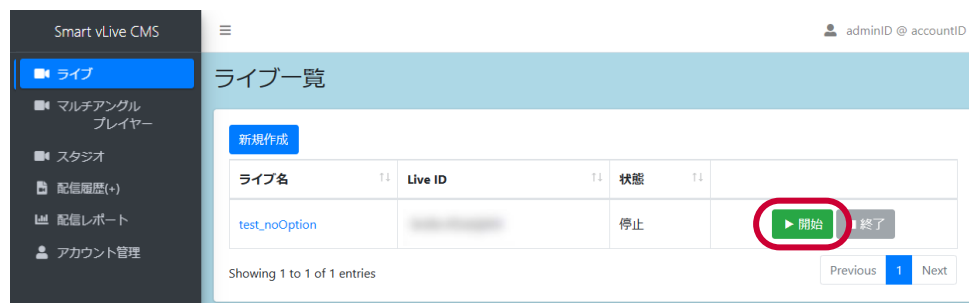 Smart vLive CMS
adminID @ accountID
ライブ
マルチアングル
プレイヤー
スタジオ
配信履歴(+)
配信レポート
アカウント管理
ライブ一覧
新規作成
ライブ名 Live ID 状態
test_noOption 停止 開始 終了
Showing 1 to 1 of 1 entries
Previous 1 Next